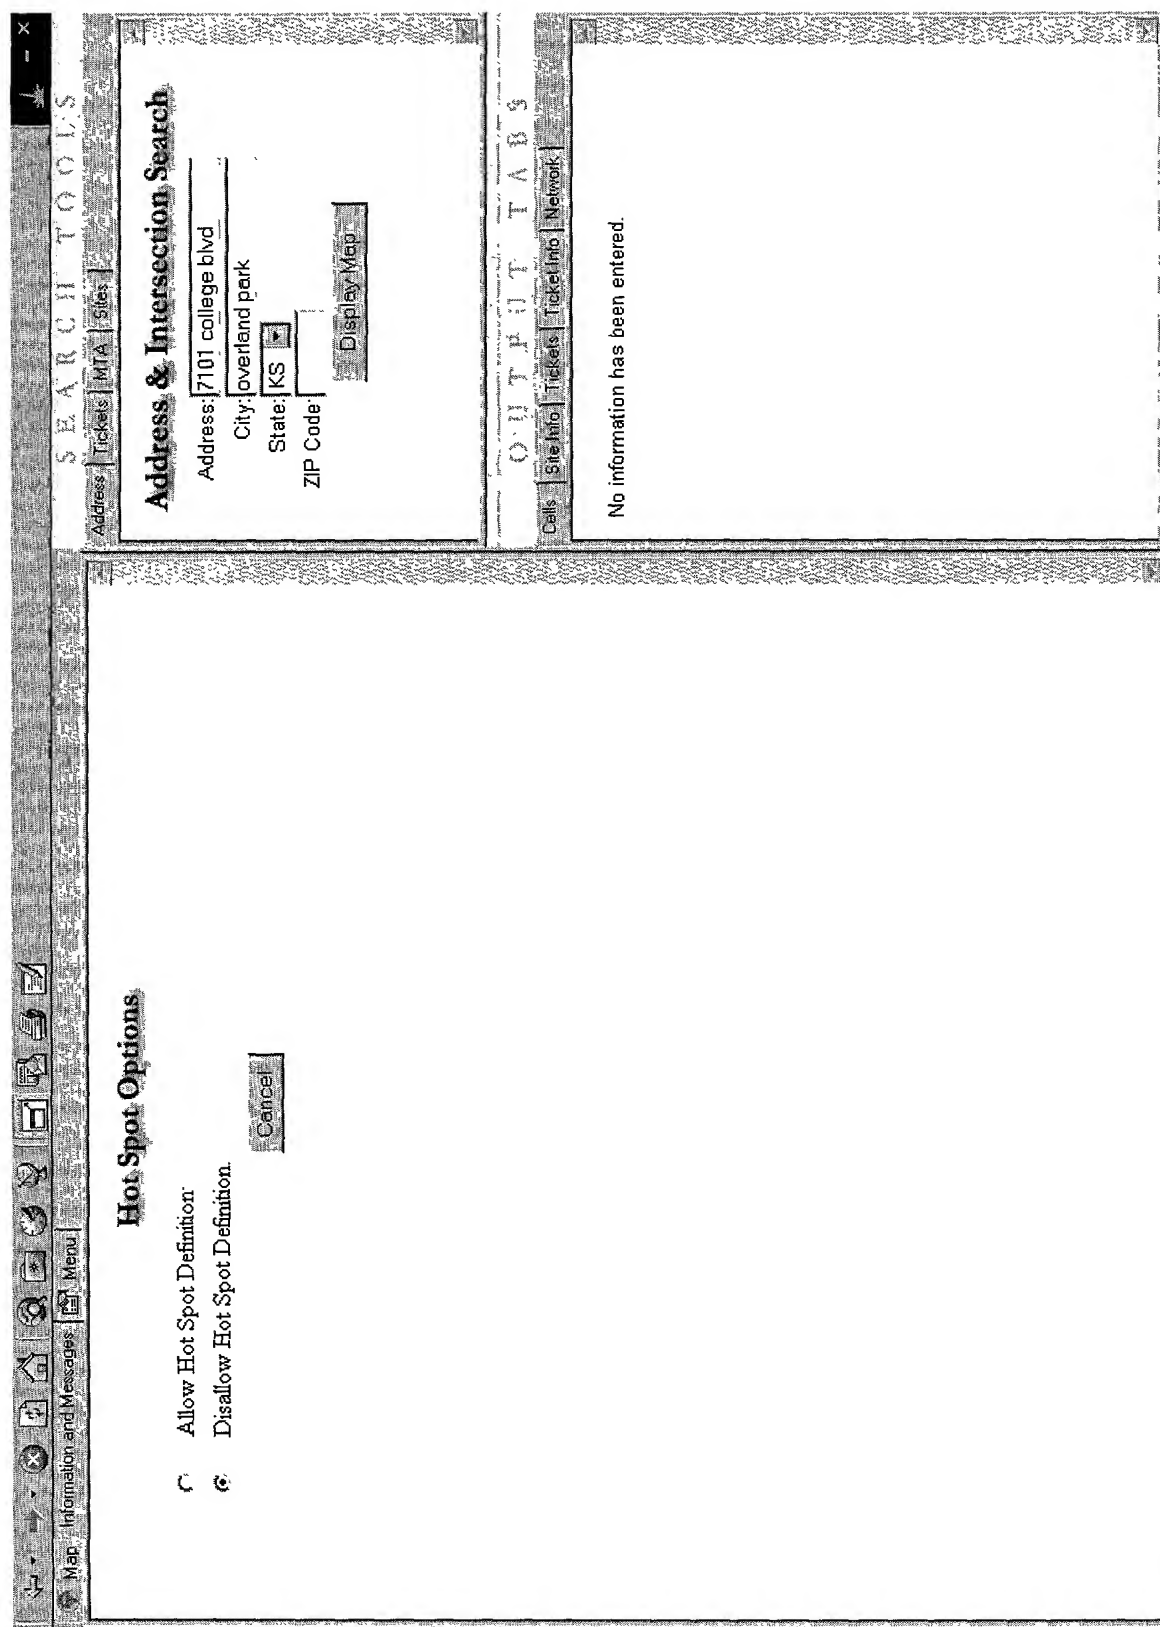 Map Information and Messages Menu
Hot Spot Options
Allow Hot Spot Definition
Disallow Hot Spot Definition.
Cancel
SEARCH TOOLS
Address Tickets MTA Sites
Address & Intersection Search
Address: 7101 college blvd
City: overland park
State: KS
ZIP Code:
Display Map
OUTPUT TABS
Cells Site Info Tickets Ticket Info Network
No information has been entered.